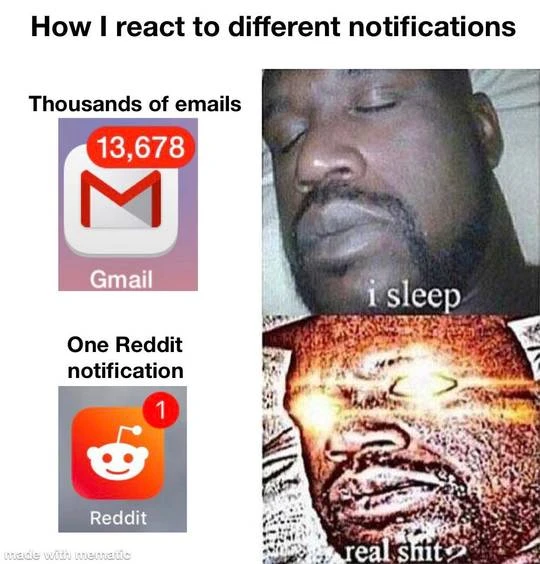 How I react to different notifications
Thousands of emails
13,678
Gmail
i sleep
One Reddit
notification
1
Reddit
real shit
made with mematic